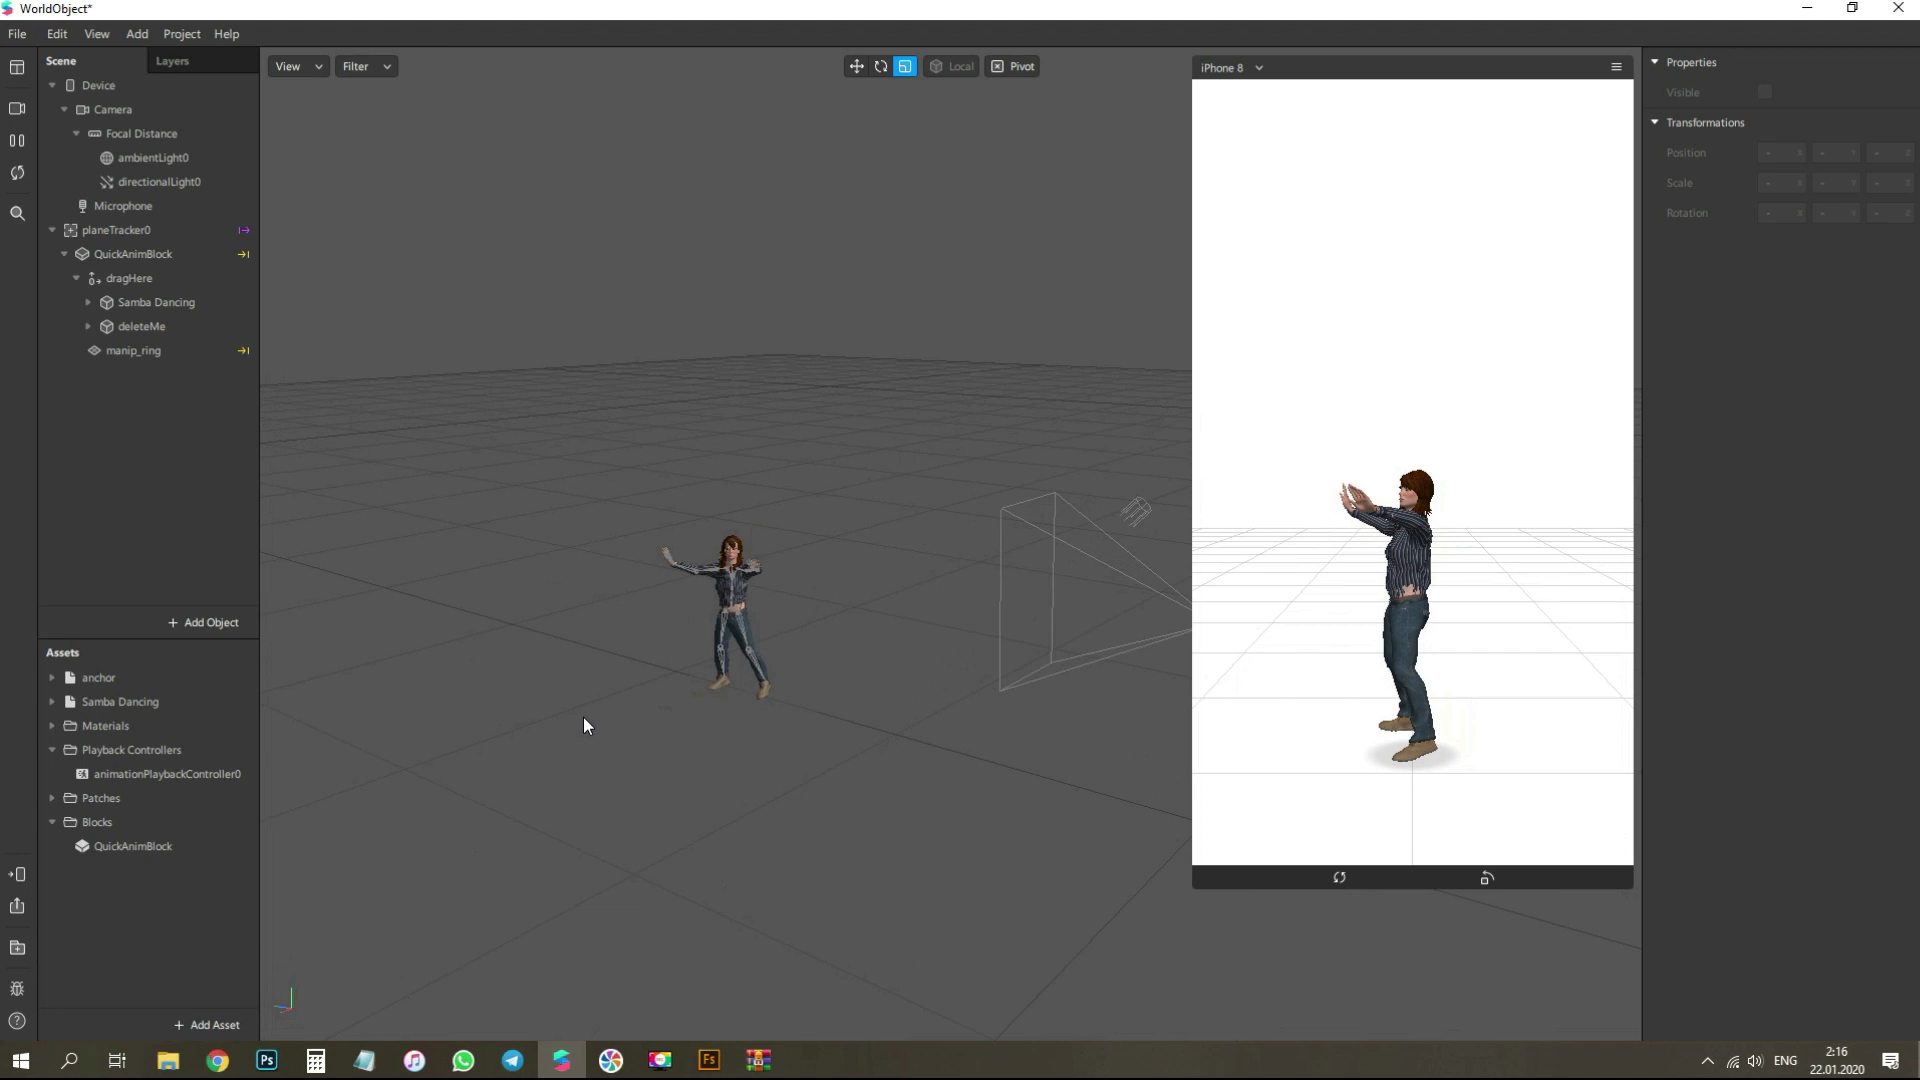 WorldObject*
File Edit View Add Project Help
Scene Layers
Device
Camera
Focal Distance
ambientLight0
directionalLight0
Microphone
planeTracker0
QuickAnimBlock
dragHere
Samba Dancing
deleteMe
manip_ring
+ Add Object
Assets
anchor
Samba Dancing
Materials
Playback Controllers
animationPlaybackController0
Patches
Blocks
QuickAnimBlock
+ Add Asset
View Filter Local Pivot
iPhone 8
Properties
Visible
Transformations
Position - X - Y - Z
Scale - X - Y - Z
Rotation - X - Y - Z
Ps Fs
ENG 2:16
22.01.2020